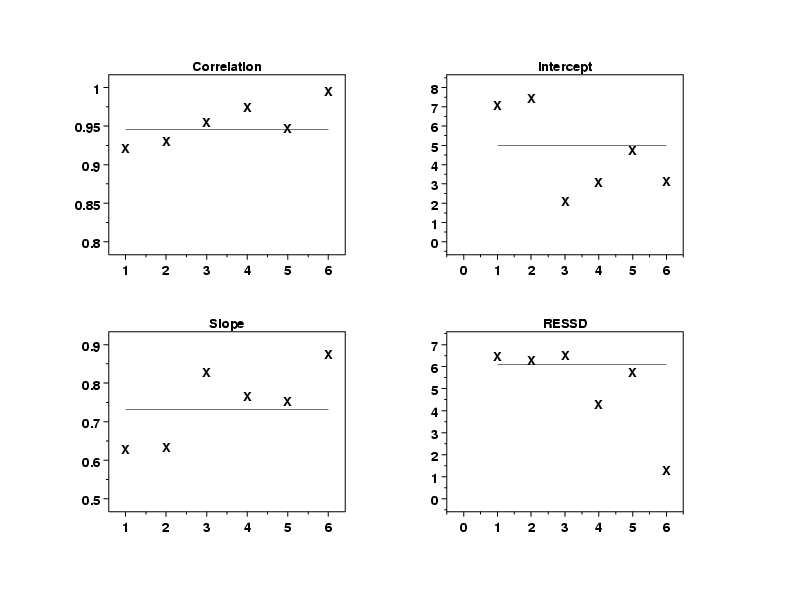 Correlation
1
0.95
0.9
0.85
0.8
1 2 3 4 5 6
X X X X X X
Intercept
8
7
6
5
4
3
2
1
0
0 1 2 3 4 5 6
X X X X X X
Slope
0.9
0.8
0.7
0.6
0.5
1 2 3 4 5 6
X X X X X X
RESSD
7
6
5
4
3
2
1
0
0 1 2 3 4 5 6
X X X X X X